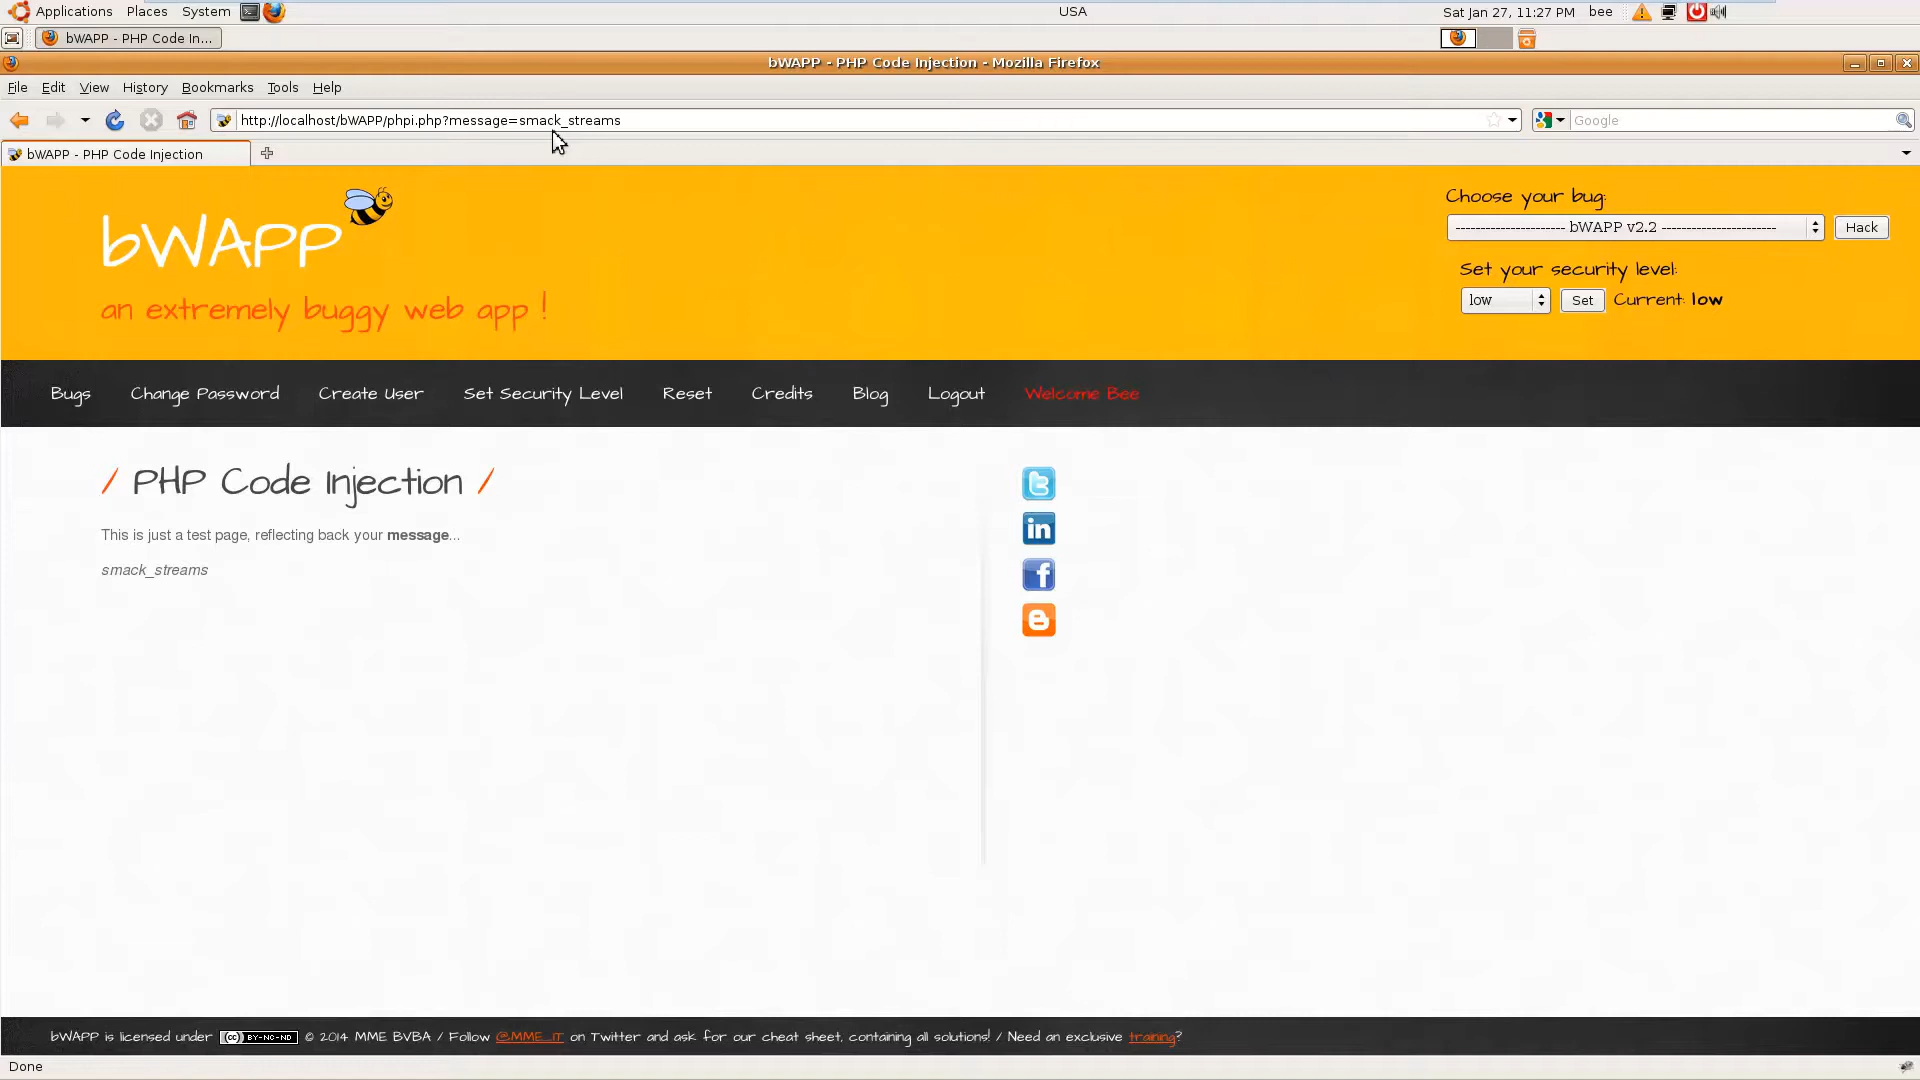 Applications Places System USA Sat Jan 27, 11:27 PM bee
bWAPP - PHP Code In...
bWAPP - PHP Code Injection - Mozilla Firefox
File Edit View History Bookmarks Tools Help
http://localhost/bWAPP/phpi.php?message=smack_streams Google
bWAPP - PHP Code Injection
bWAPP
an extremely buggy web app !
Choose your bug:
---------------------- bWAPP v2.2 ----------------------- Hack
Set your security level:
low Set Current: low
Bugs Change Password Create User Set Security Level Reset Credits Blog Logout Welcome Bee
/ PHP Code Injection /
This is just a test page, reflecting back your message...
smack_streams
bWAPP is licensed under (cc) BY-NC-ND © 2014 MME BVBA / Follow @MME_IT on Twitter and ask for our cheat sheet, containing all solutions! / Need an exclusive training?
Done